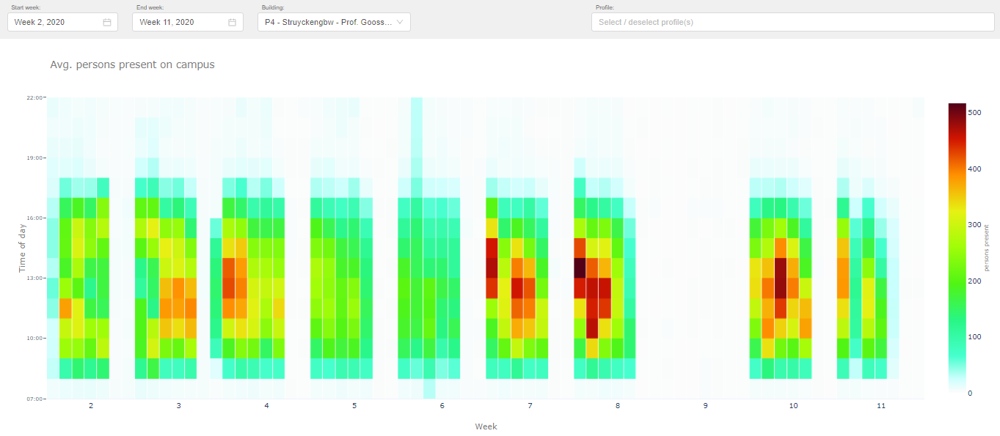 Start week:
End week:
Building:
Profile:
Week 2, 2020
Week 11, 2020
P4 - Struyckengbw - Prof. Gooss...
Select / deselect profile(s)
Avg. persons present on campus
22:00
19:00
16:00
13:00
10:00
07:00
Time of day
2
3
4
5
6
7
8
9
10
11
Week
500
400
300
200
100
0
persons present